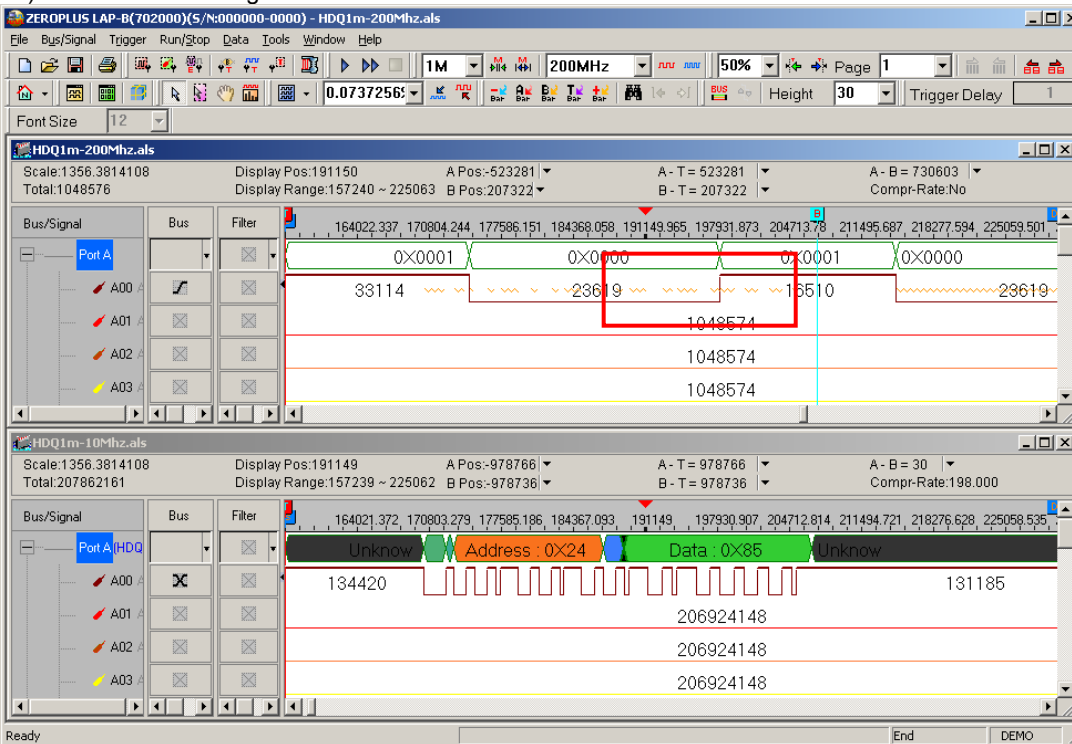 ZEROPLUS LAP-B(702000)(S/N:000000-0000) - HDQ1m-200Mhz.als
File Bus/Signal Trigger Run/Stop Data Tools Window Help
1M 200MHz 50% Page 1
0.0737256 Bar Bar Bar Bar Bar BUS Height 30 Trigger Delay 1
Font Size 12
HDQ1m-200Mhz.als
Scale:1356.3814108 Display Pos:191150 A Pos:-523281 A - T = 523281 A - B = 730603
Total:1048576 Display Range:157240 ~ 225063 B Pos:207322 B - T = 207322 Compr-Rate:No
B
Bus/Signal Bus Filter 164022.337 170804.244 177586.151 184368.058 191149.965 197931.873 204713.78 211495.687 218277.594 225059.501
Port A 0X0001 0X0000 0X0001 0X0000
A00 33114 23619 16510 23619
A01 1048574
A02 1048574
A03 1048574
HDQ1m-10Mhz.als
Scale:1356.3814108 Display Pos:191149 A Pos:-978766 A - T = 978766 A - B = 30
Total:207862161 Display Range:157239 ~ 225062 B Pos:-978736 B - T = 978736 Compr-Rate:198.000
Bus/Signal Bus Filter 164021.372 170803.279 177585.186 184367.093 191149 197930.907 204712.814 211494.721 218276.628 225058.535
Port A(HDQ Unknow Address : 0X24 Data : 0X85 Unknow
A00 134420 131185
A01 206924148
A02 206924148
A03 206924148
Ready End DEMO